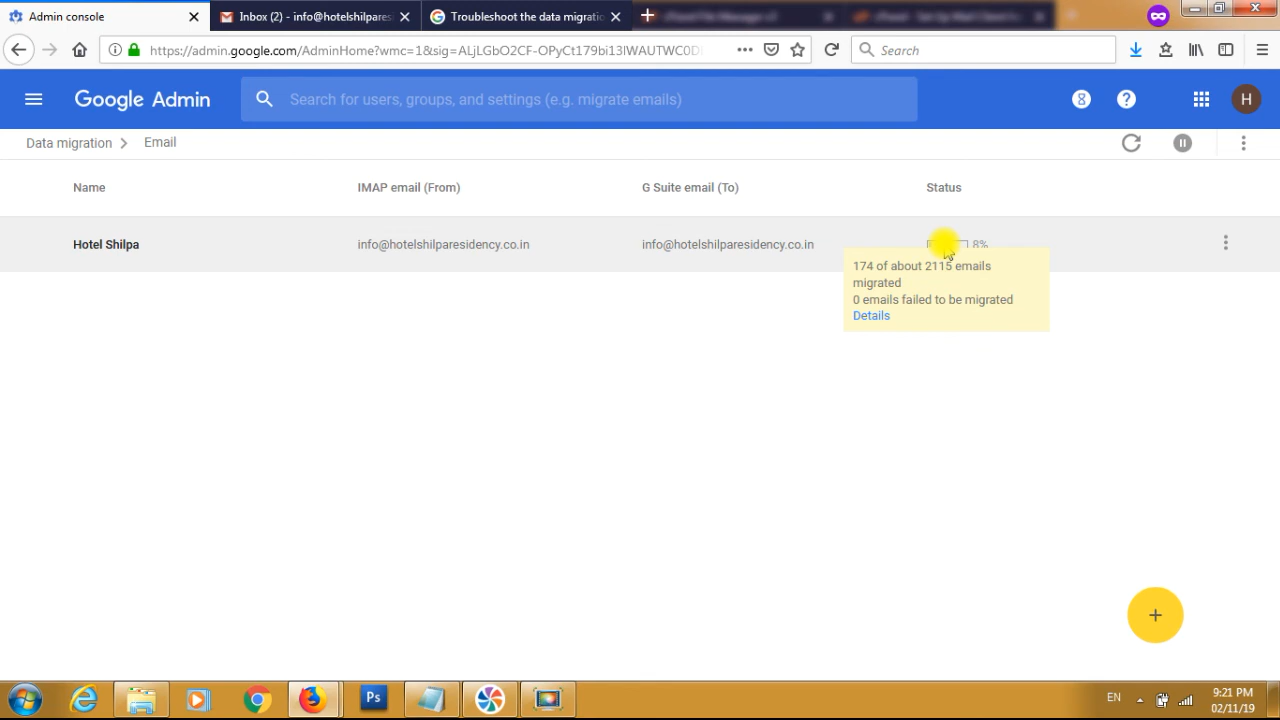 Admin console
Inbox (2) - info@hotelshilpares
Troubleshoot the data migratio
https://admin.google.com/AdminHome?wmc=1&sig=ALjLGbO2CF-OPyCt179bi13IWAUTWC0D
Search
Google Admin
Search for users, groups, and settings (e.g. migrate emails)
H
Data migration
Email
Name
IMAP email (From)
G Suite email (To)
Status
Hotel Shilpa
info@hotelshilparesidency.co.in
info@hotelshilparesidency.co.in
8%
174 of about 2115 emails
migrated
0 emails failed to be migrated
Details
+
Ps
EN
9:21 PM
02/11/19